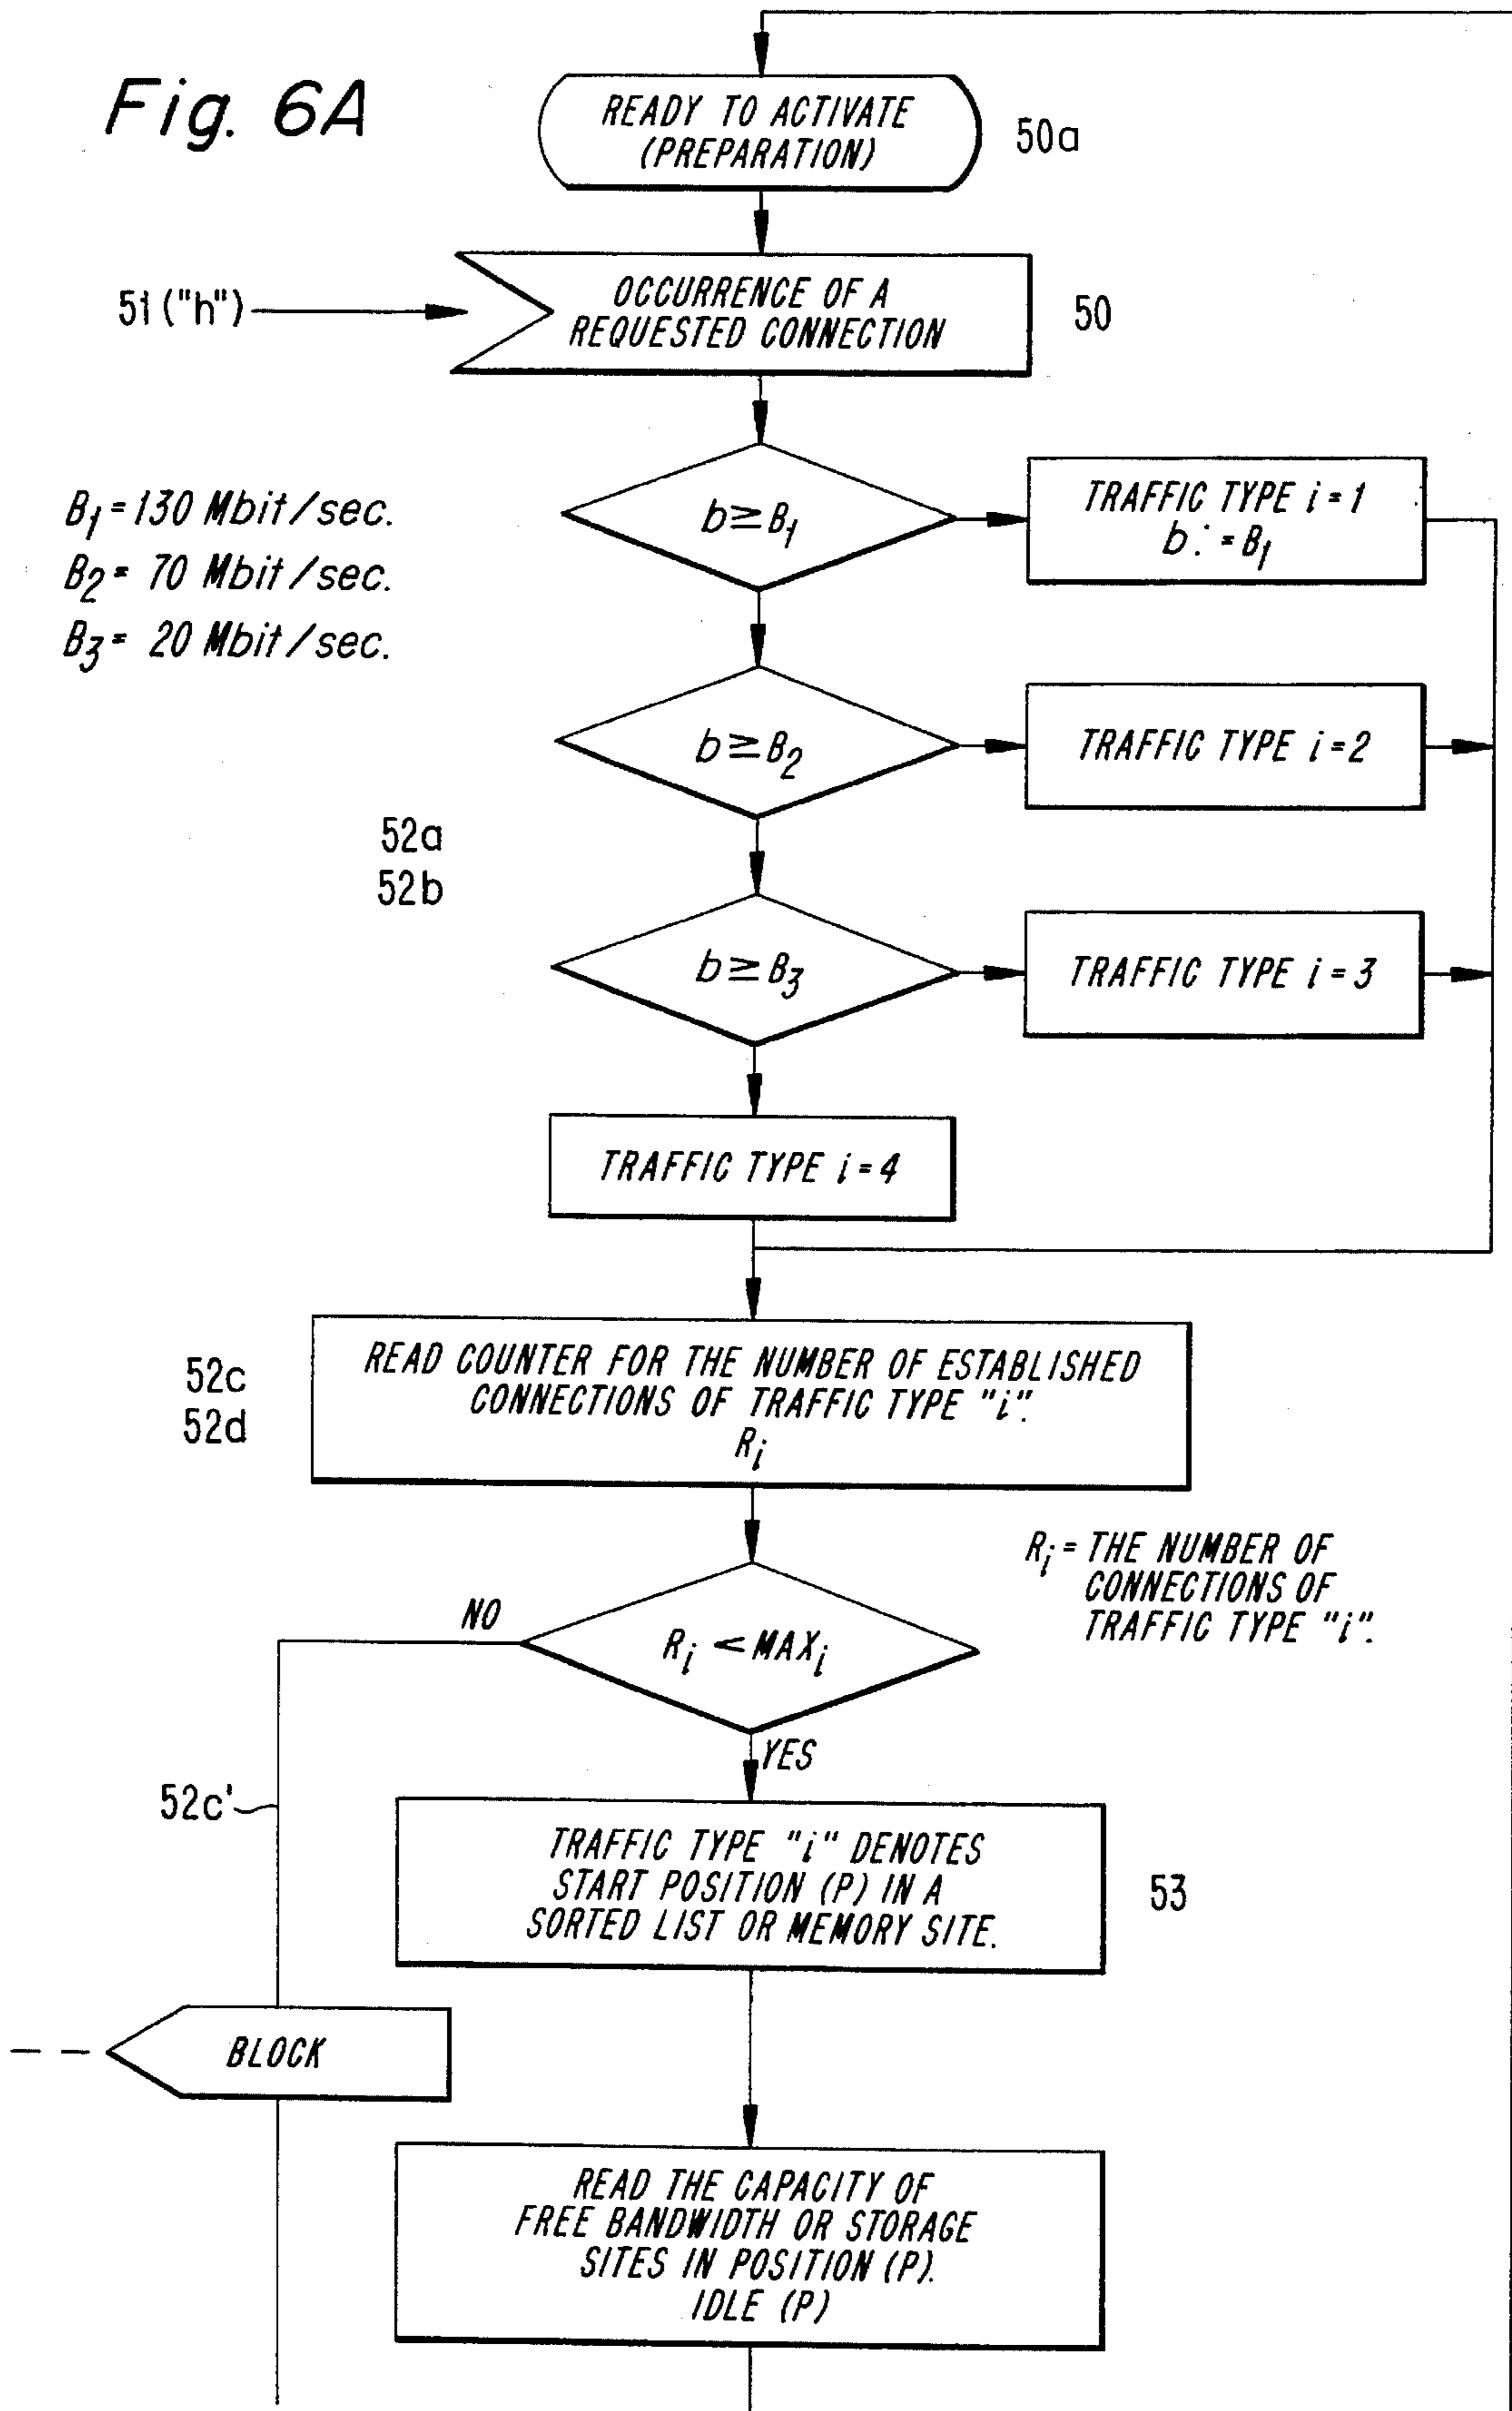 Fig. 6A
READY TO ACTIVATE
(PREPARATION)
50a
51 ("h")
OCCURRENCE OF A
REQUESTED CONNECTION
50
B1 = 130 Mbit/sec.
B2 = 70 Mbit/sec.
B3 = 20 Mbit/sec.
b ≥ B1
TRAFFIC TYPE i = 1
b := B1
b ≥ B2
TRAFFIC TYPE i = 2
52a
52b
b ≥ B3
TRAFFIC TYPE i = 3
TRAFFIC TYPE i = 4
52c
52d
READ COUNTER FOR THE NUMBER OF ESTABLISHED
CONNECTIONS OF TRAFFIC TYPE "i".
Ri
Ri = THE NUMBER OF
CONNECTIONS OF
TRAFFIC TYPE "i".
NO
Ri < MAXi
YES
52c'
TRAFFIC TYPE "i" DENOTES
START POSITION (P) IN A
SORTED LIST OR MEMORY SITE.
53
BLOCK
READ THE CAPACITY OF
FREE BANDWIDTH OR STORAGE
SITES IN POSITION (P).
IDLE (P)